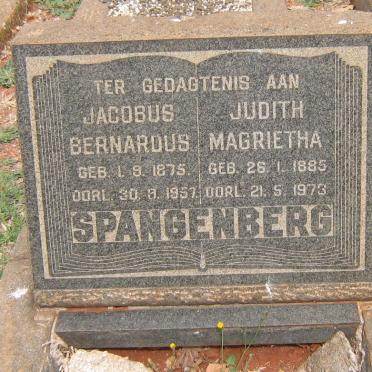 TER GEDAGTENIS AAN
JACOBUS JUDITH
BERNARDUS MAGRIETHA
GEB. 1. 9. 1875. GEB. 26. 1. 1885
OORL. 30. 8. 1957. OORL. 21. 5. 1973
SPANGENBERG